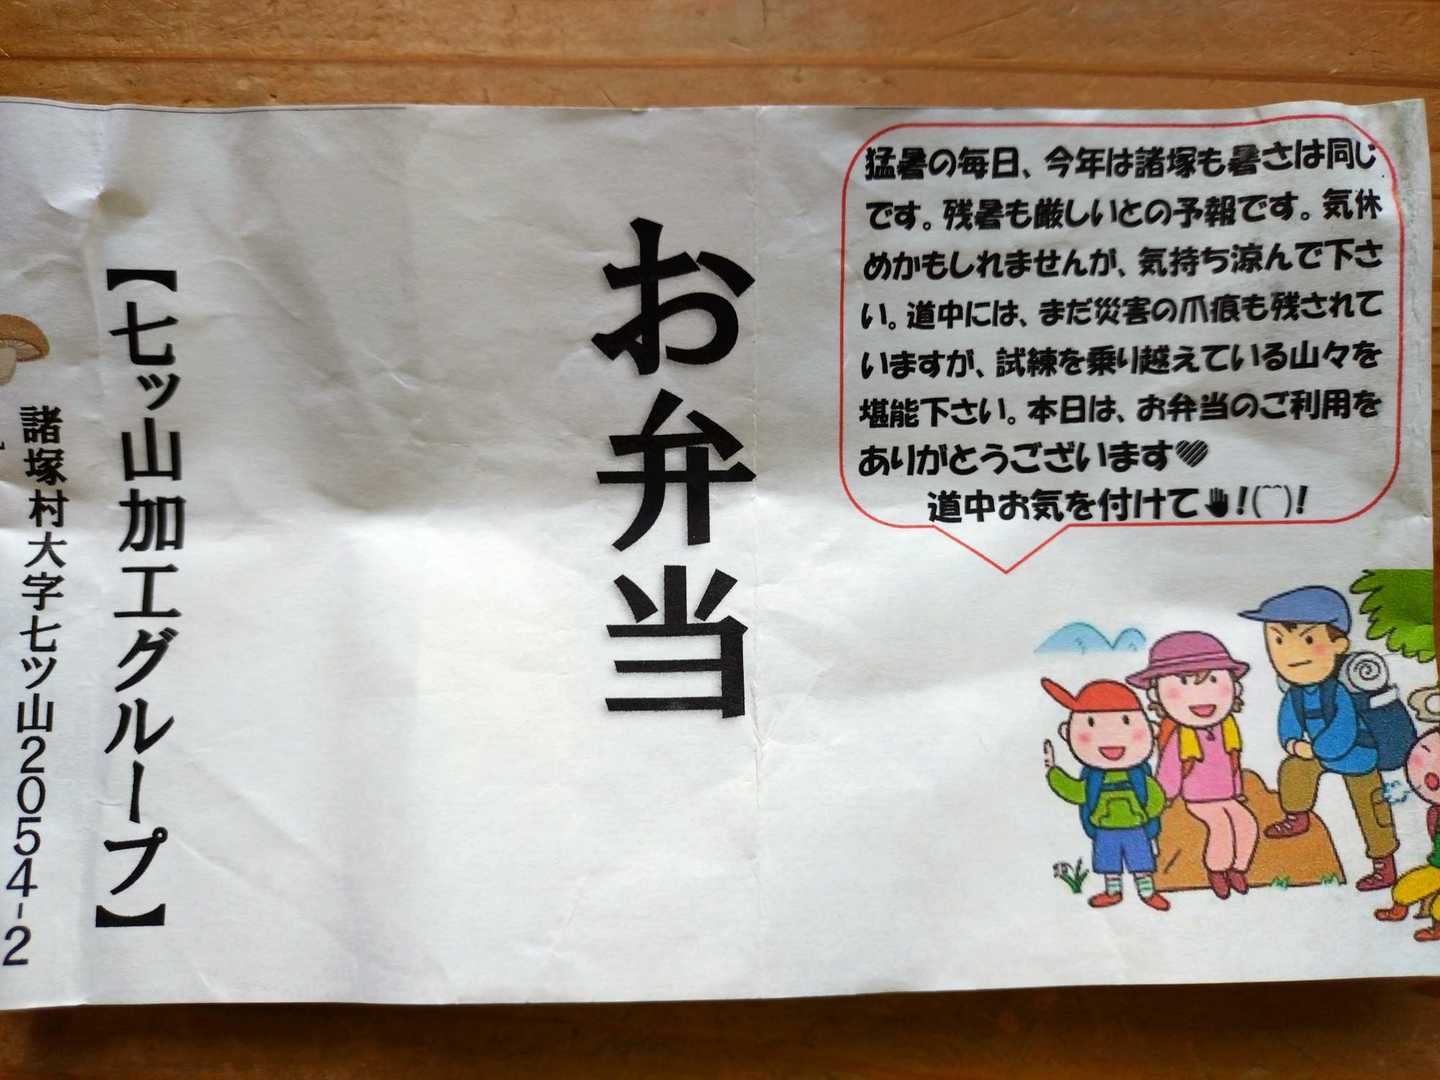 猛暑の毎日、今年は諸塚も暑さは同じ
です。残暑も厳しいとの予報です。気休
めかもしれませんが、気持ち涼んで下さ
い。道中には、まだ災害の爪痕も残されて
いますが、試練を乗り越えている山々を
堪能下さい。本日は、お弁当のご利用を
ありがとうございます♥
道中お気を付けて!(^^)!
お弁当
【七ッ山加工グループ】
諸塚村大字七ツ山2054-2